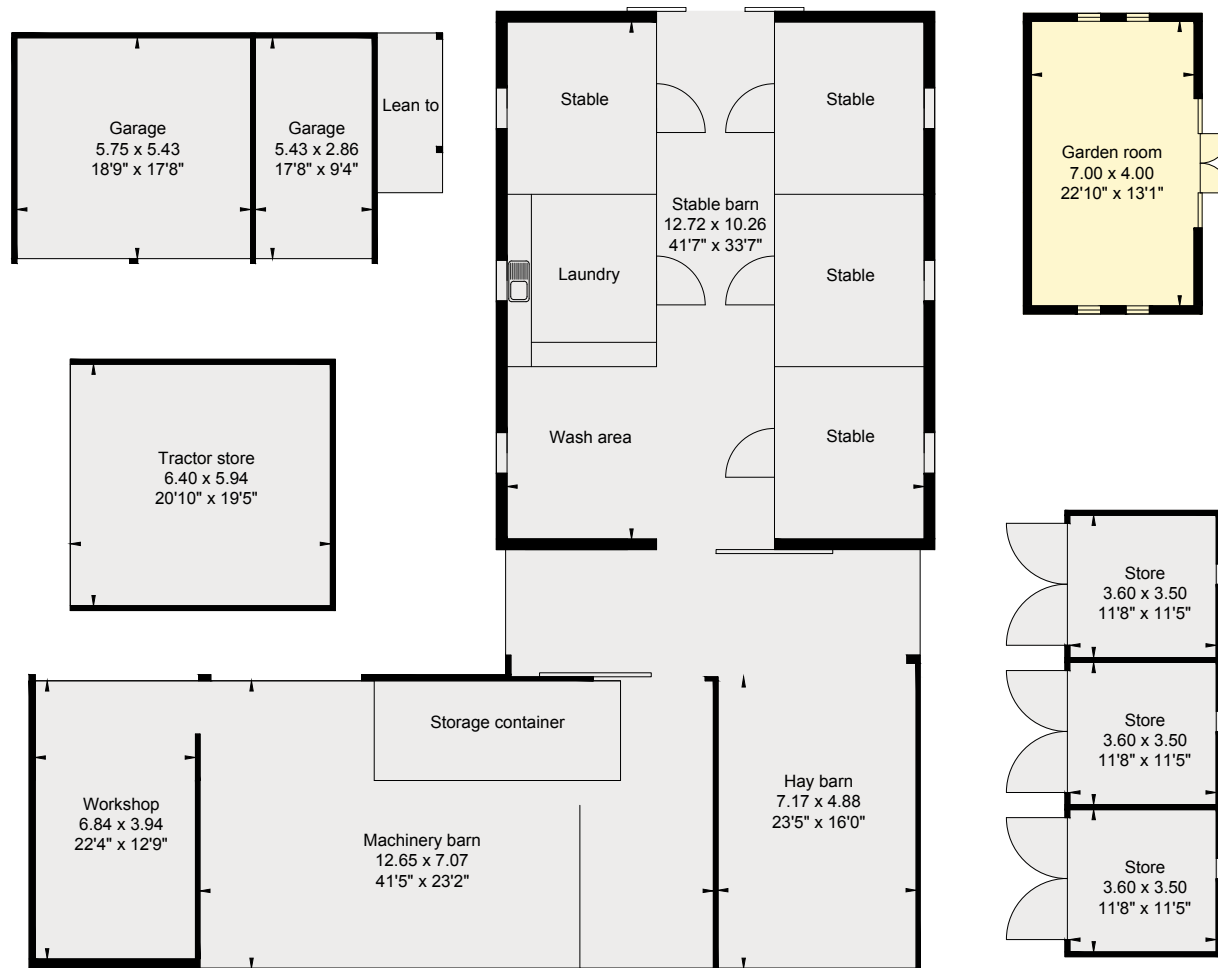 Garage
5.75 x 5.43
18'9" x 17'8"
Garage
5.43 x 2.86
17'8" x 9'4"
Lean to
Stable
Stable
Stable barn
12.72 x 10.26
41'7" x 33'7"
Laundry
Stable
Wash area
Stable
Garden room
7.00 x 4.00
22'10" x 13'1"
Tractor store
6.40 x 5.94
20'10" x 19'5"
Store
3.60 x 3.50
11'8" x 11'5"
Store
3.60 x 3.50
11'8" x 11'5"
Store
3.60 x 3.50
11'8" x 11'5"
Storage container
Workshop
6.84 x 3.94
22'4" x 12'9"
Machinery barn
12.65 x 7.07
41'5" x 23'2"
Hay barn
7.17 x 4.88
23'5" x 16'0"